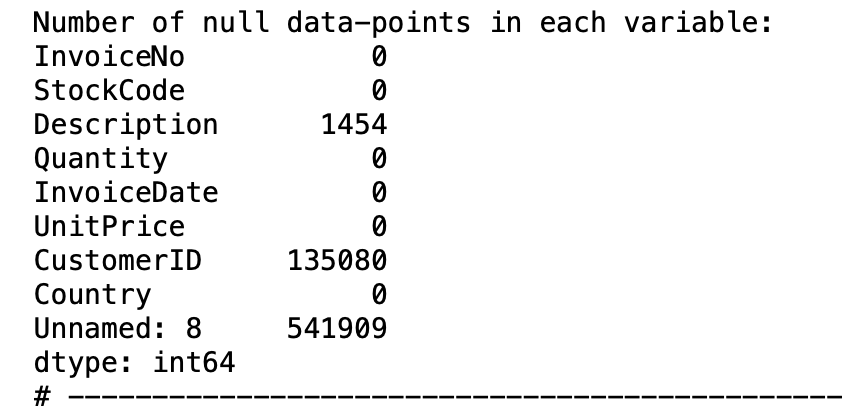 Number of null data-points in each variable:
InvoiceNo           0
StockCode           0
Description      1454
Quantity            0
InvoiceDate         0
UnitPrice           0
CustomerID     135080
Country             0
Unnamed: 8     541909
dtype: int64
# ----------------------------------------------